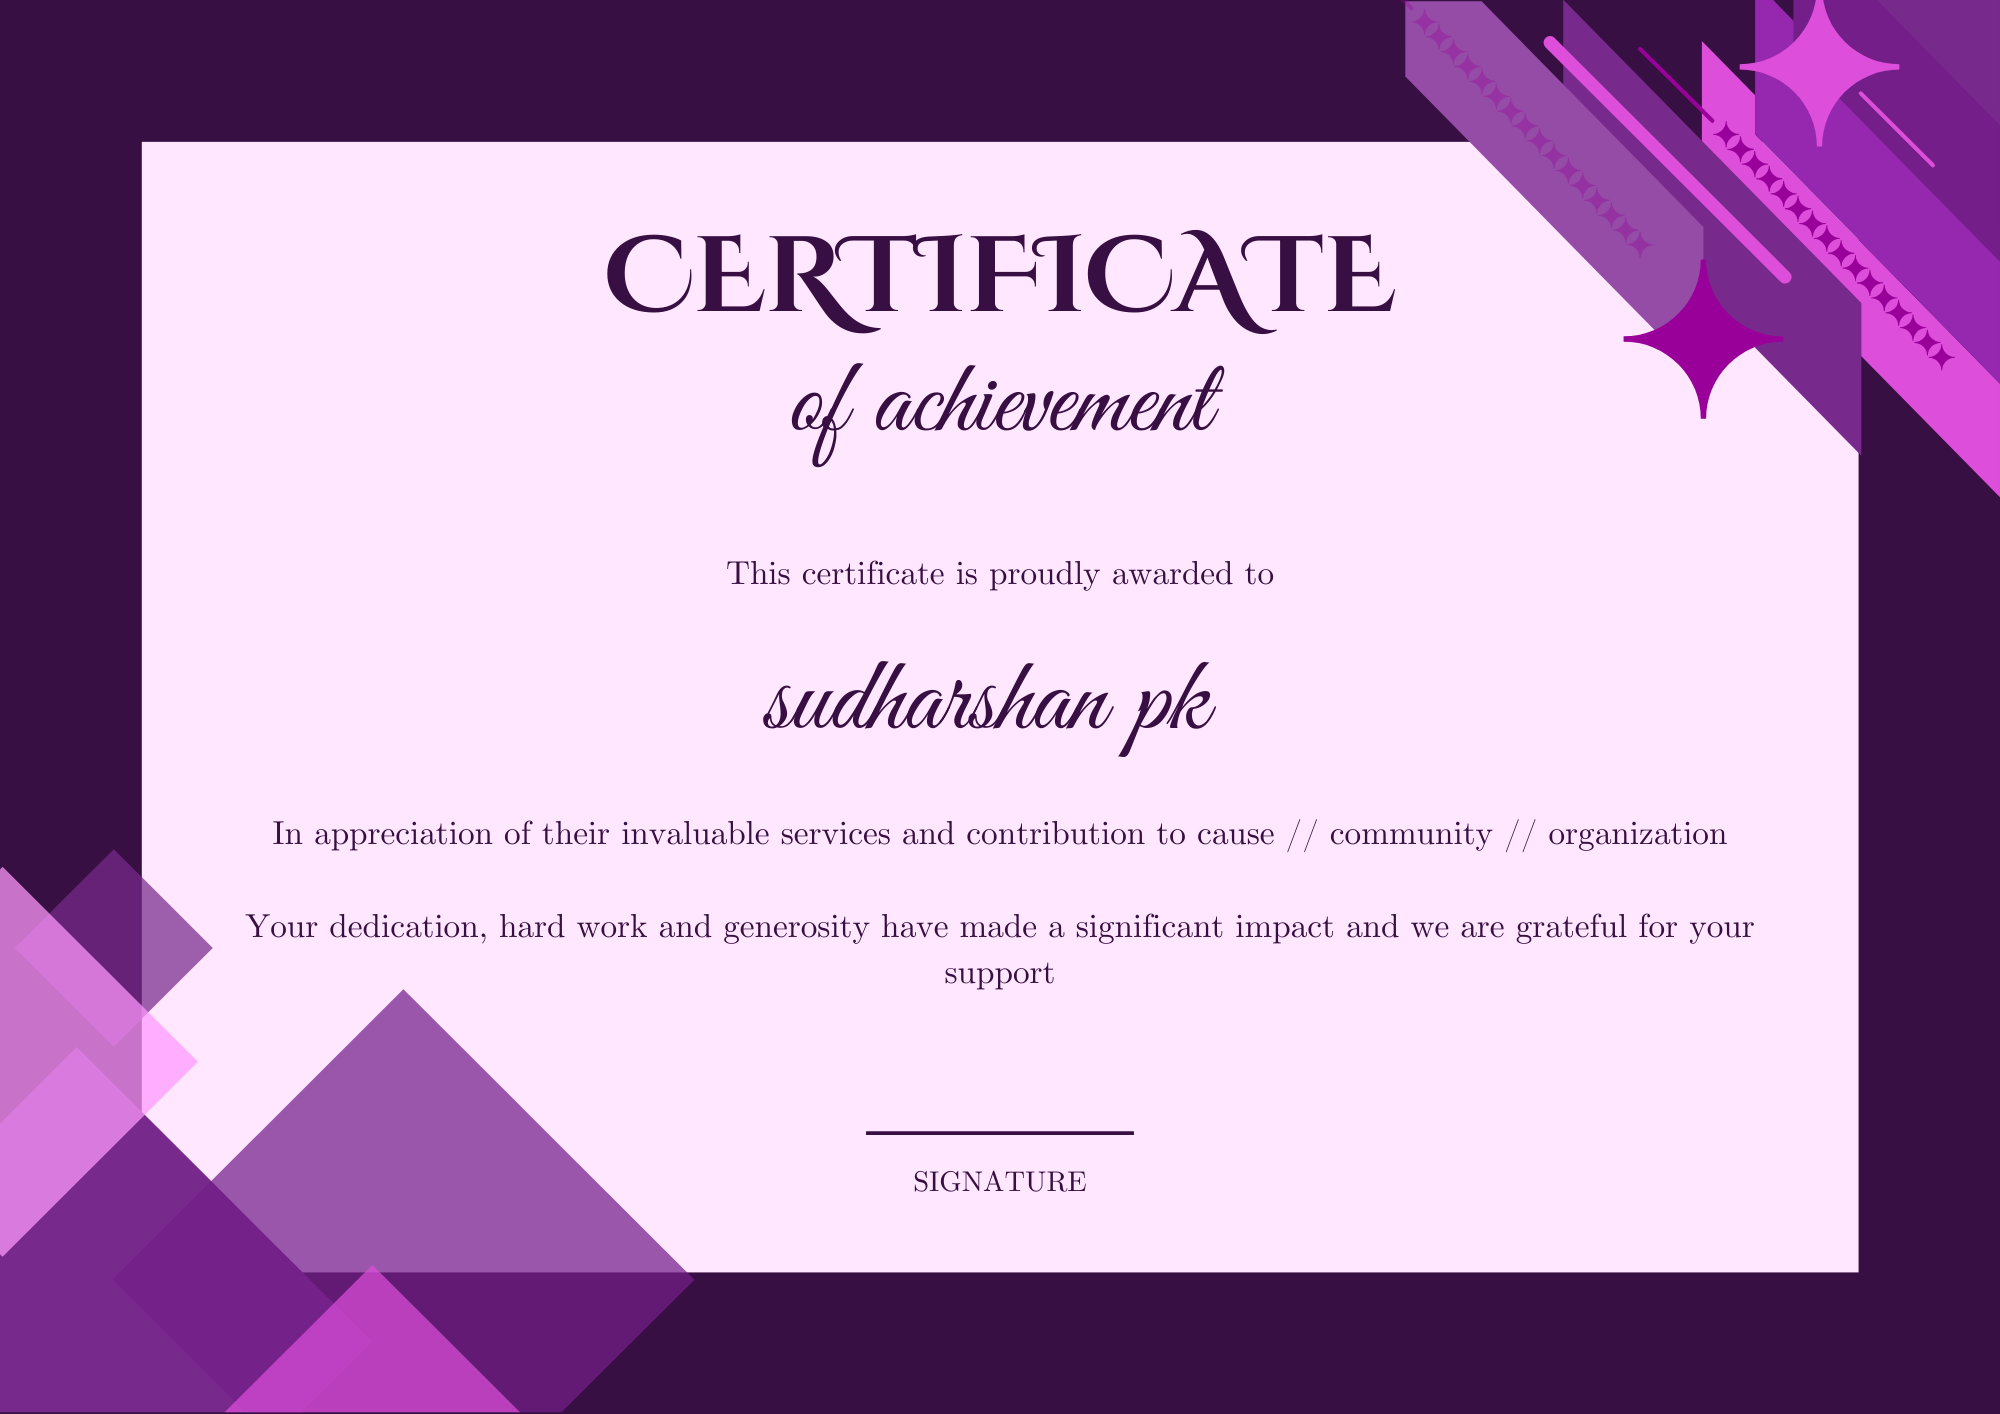 CERTIFICATE
of achievement
This certificate is proudly awarded to
sudharshan pk
In appreciation of their invaluable services and contribution to cause // community // organization
Your dedication, hard work and generosity have made a significant impact and we are grateful for your
support
SIGNATURE